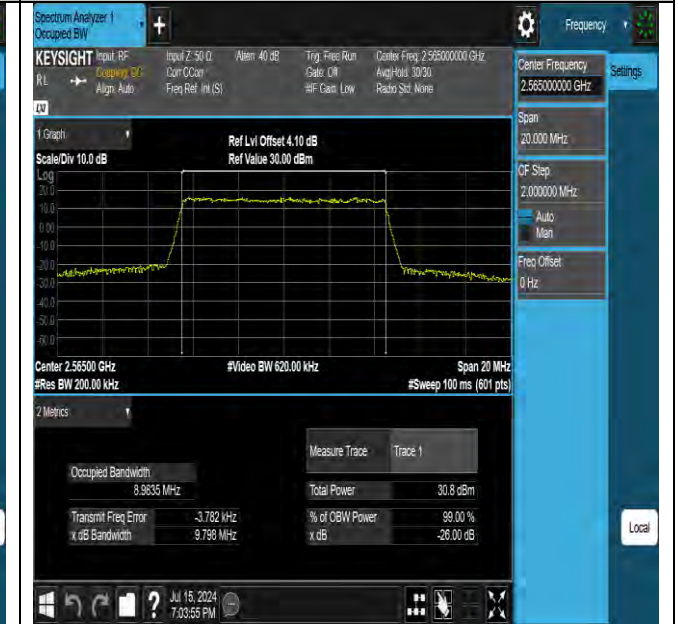 Spectrum Analyzer 1
Occupied BW
+
Frequency
KEYSIGHT Input: RF Input Z: 50 Ω Atten: 40 dB Trig: Free Run Center Freq: 2.565000000 GHz
RL Coupling: DC Corr CCorr Gate: Off Avg|Hold: 30/30
Align: Auto Freq Ref: Int (S) #IF Gain: Low Radio Std: None
Center Frequency
2.565000000 GHz
Settings
Span
20.000 MHz
CF Step
2.000000 MHz
Auto
Man
Freq Offset
0 Hz
1 Graph
Ref Lvl Offset 4.10 dB
Scale/Div 10.0 dB Ref Value 30.00 dBm
Log
20.0
10.0
0.00
-10.0
-20.0
-30.0
-40.0
-50.0
-60.0
Center 2.56500 GHz #Video BW 620.00 kHz Span 20 MHz
#Res BW 200.00 kHz #Sweep 100 ms (601 pts)
2 Metrics
Measure Trace Trace 1
Occupied Bandwidth
8.9635 MHz Total Power 30.8 dBm
Transmit Freq Error -3.782 kHz % of OBW Power 99.00 %
x dB Bandwidth 9.798 MHz x dB -26.00 dB
Local
? Jul 15, 2024
7:03:55 PM